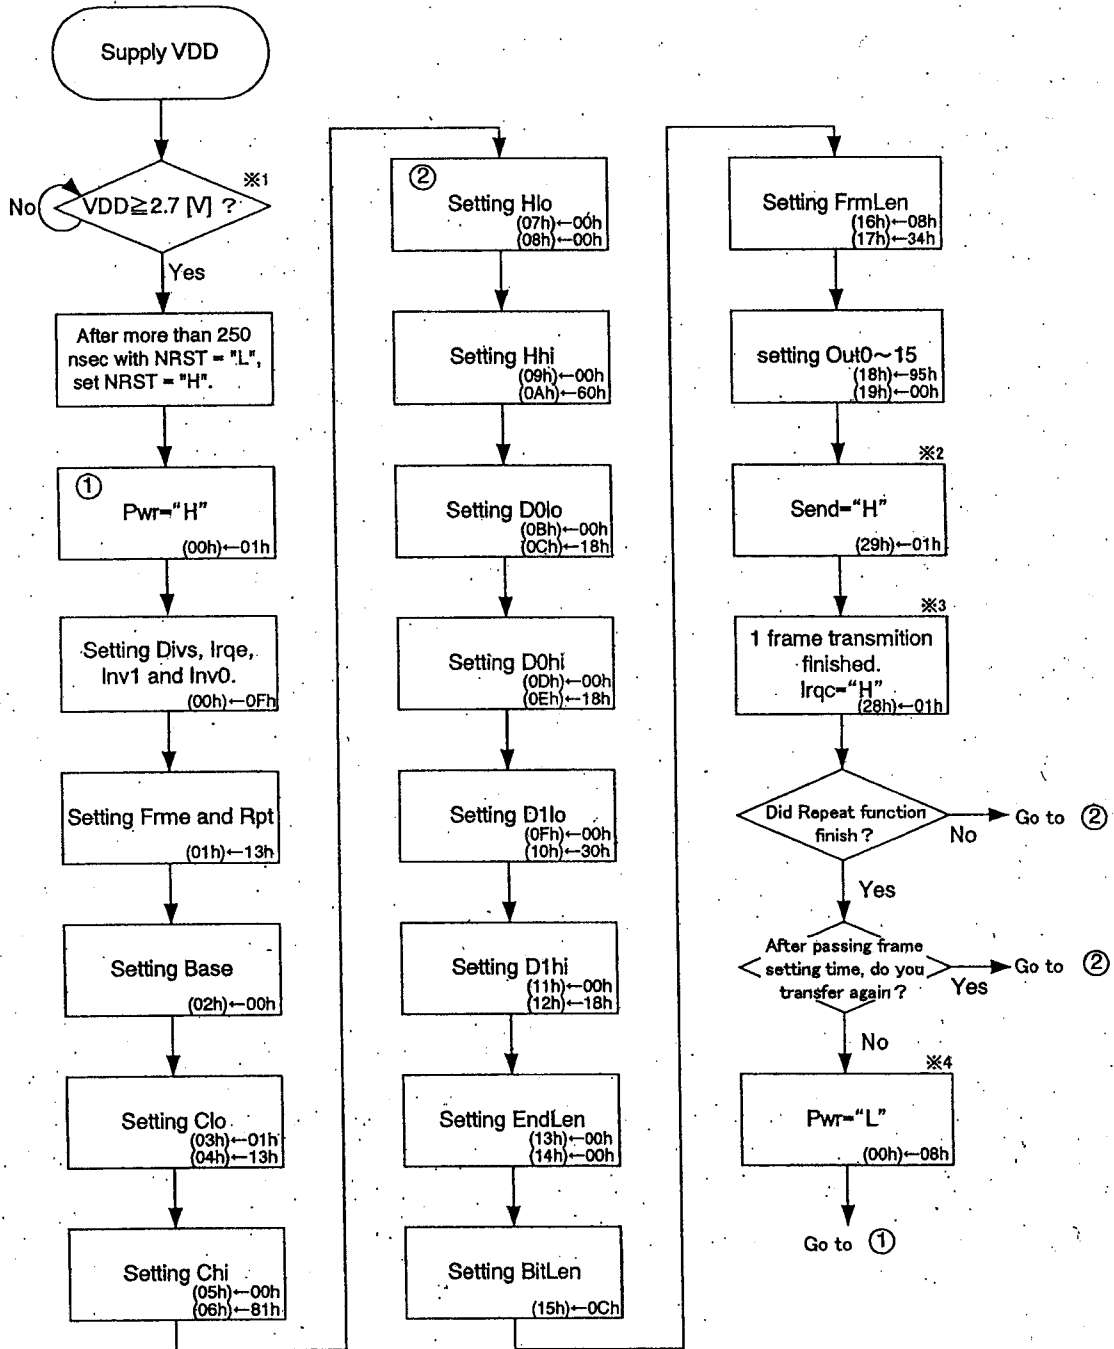 Supply VDD
※1
No
VDD≧2.7 [V] ?
Yes
After more than 250
nsec with NRST = "L",
set NRST = "H".
①
Pwr="H"
(00h)←01h
Setting Divs, Irqe,
Inv1 and Inv0.
(00h)←0Fh
Setting Frme and Rpt
(01h)←13h
Setting Base
(02h)←00h
Setting Clo
(03h)←01h
(04h)←13h
Setting Chi
(05h)←00h
(06h)←81h
②
Setting Hlo
(07h)←00h
(08h)←00h
Setting Hhi
(09h)←00h
(0Ah)←60h
Setting D0lo
(0Bh)←00h
(0Ch)←18h
Setting D0hi
(0Dh)←00h
(0Eh)←18h
Setting D1lo
(0Fh)←00h
(10h)←30h
Setting D1hi
(11h)←00h
(12h)←18h
Setting EndLen
(13h)←00h
(14h)←00h
Setting BitLen
(15h)←0Ch
Setting FrmLen
(16h)←08h
(17h)←34h
setting Out0~15
(18h)←95h
(19h)←00h
※2
Send="H"
(29h)←01h
※3
1 frame transmition
finished.
Irqc="H"
(28h)←01h
Did Repeat function
finish?
No
Go to ②
Yes
After passing frame
setting time, do you
transfer again?
Yes
Go to ②
No
※4
Pwr="L"
(00h)←08h
Go to ①